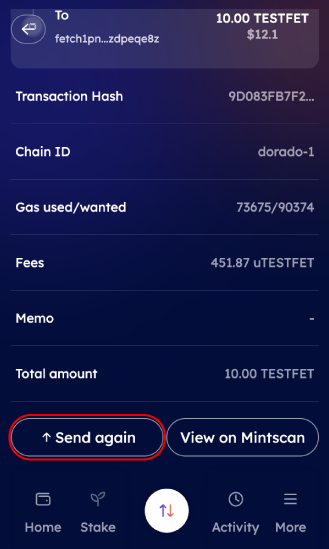 To
10.00 TESTFET
fetch1pn...zdpeqe8z
$12.1
Transaction Hash 9D083FB7F2...
Chain ID dorado-1
Gas used/wanted 73675/90374
Fees 451.87 uTESTFET
Memo -
Total amount 10.00 TESTFET
↑ Send again View on Mintscan
Home Stake Activity More